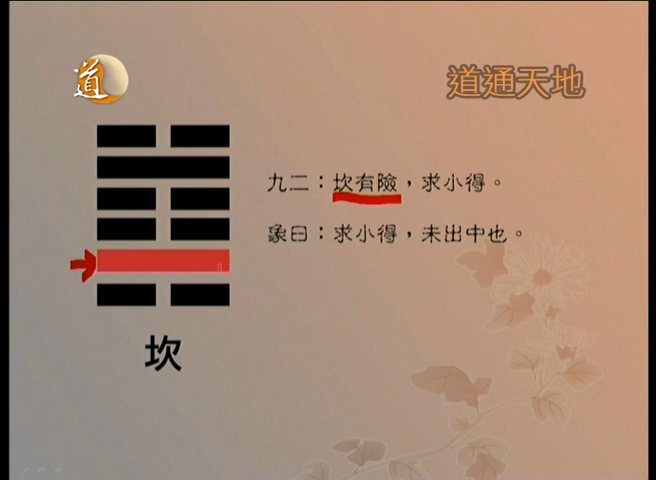 道
道通天地
九二：坎有險，求小得。
象曰：求小得，未出中也。
坎